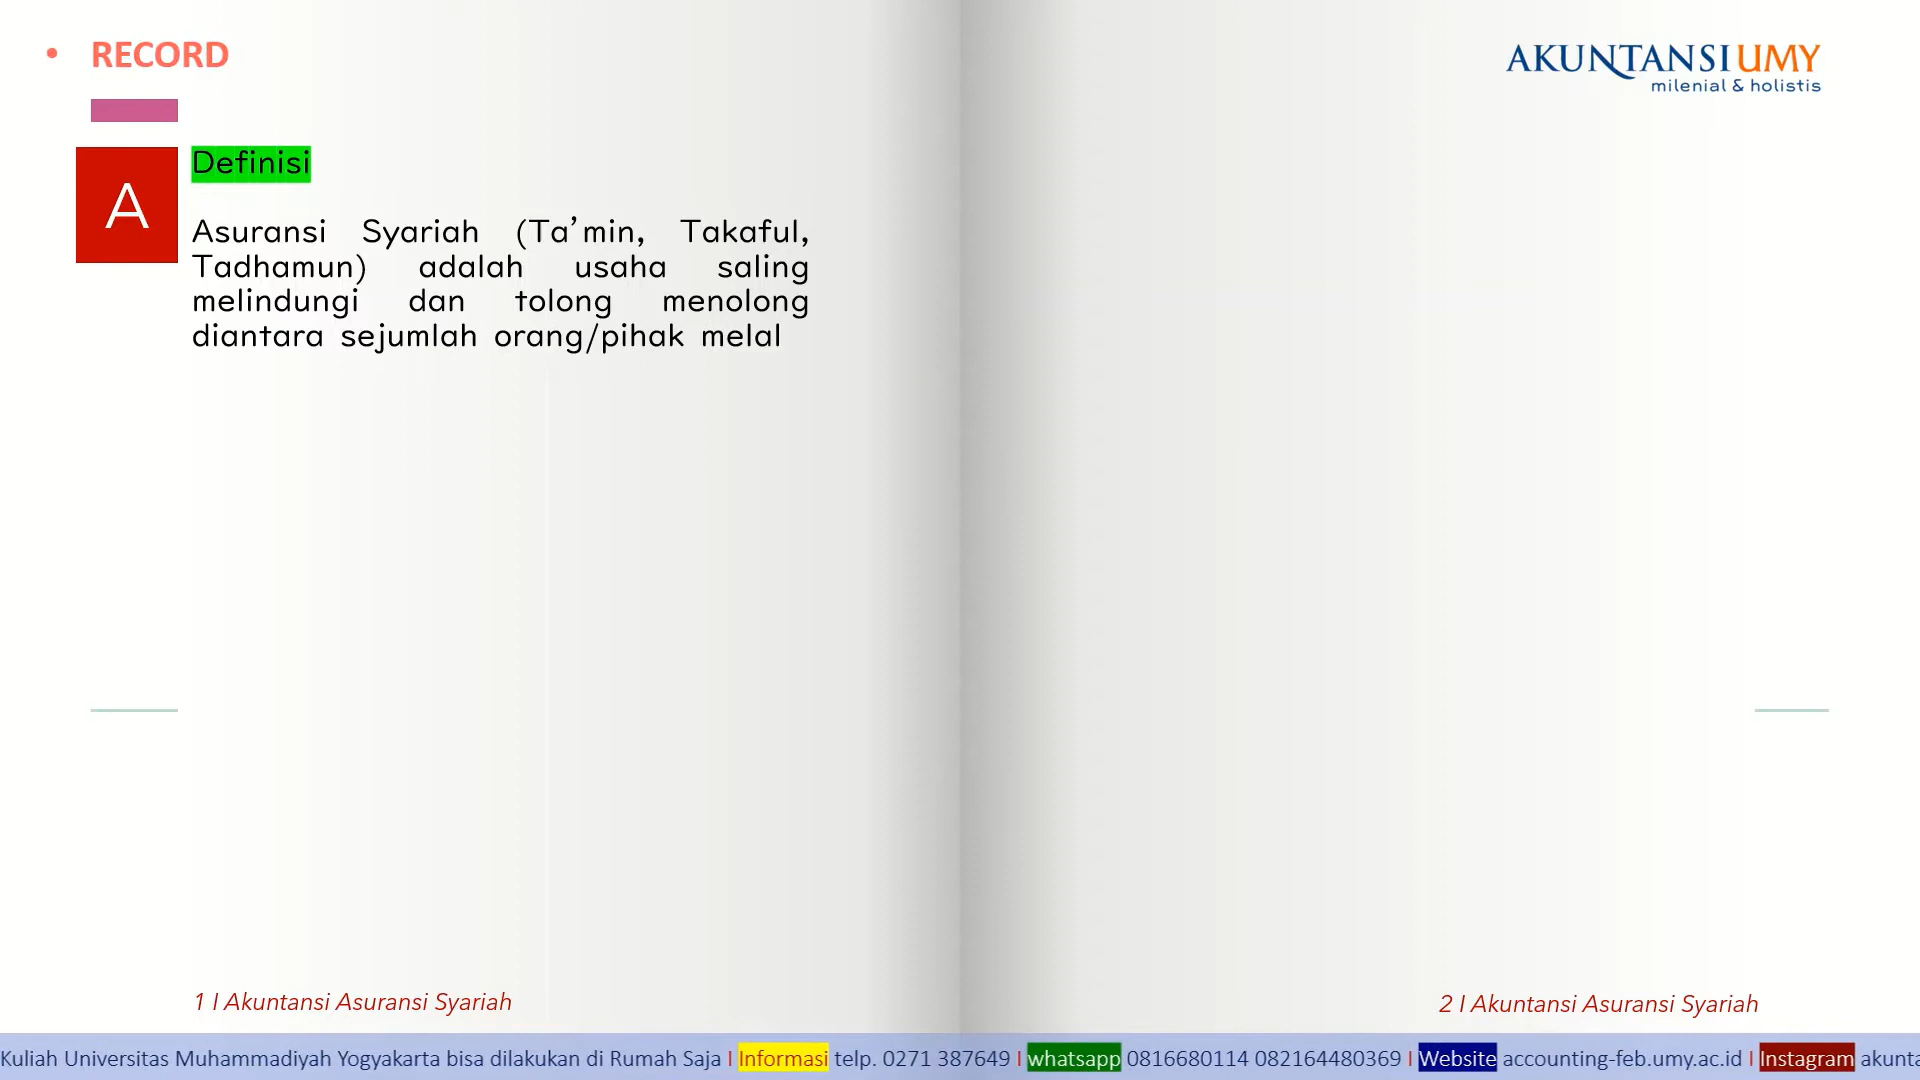 • RECORD
AKUNTANSI UMY
milenial & holistis
A
Definisi
Asuransi Syariah (Ta’min, Takaful,
Tadhamun) adalah usaha saling
melindungi dan tolong menolong
diantara sejumlah orang/pihak melal
1 I Akuntansi Asuransi Syariah
2 I Akuntansi Asuransi Syariah
Kuliah Universitas Muhammadiyah Yogyakarta bisa dilakukan di Rumah Saja I Informasi telp. 0271 387649 I whatsapp 0816680114 082164480369 I Website accounting-feb.umy.ac.id I Instagram akunta